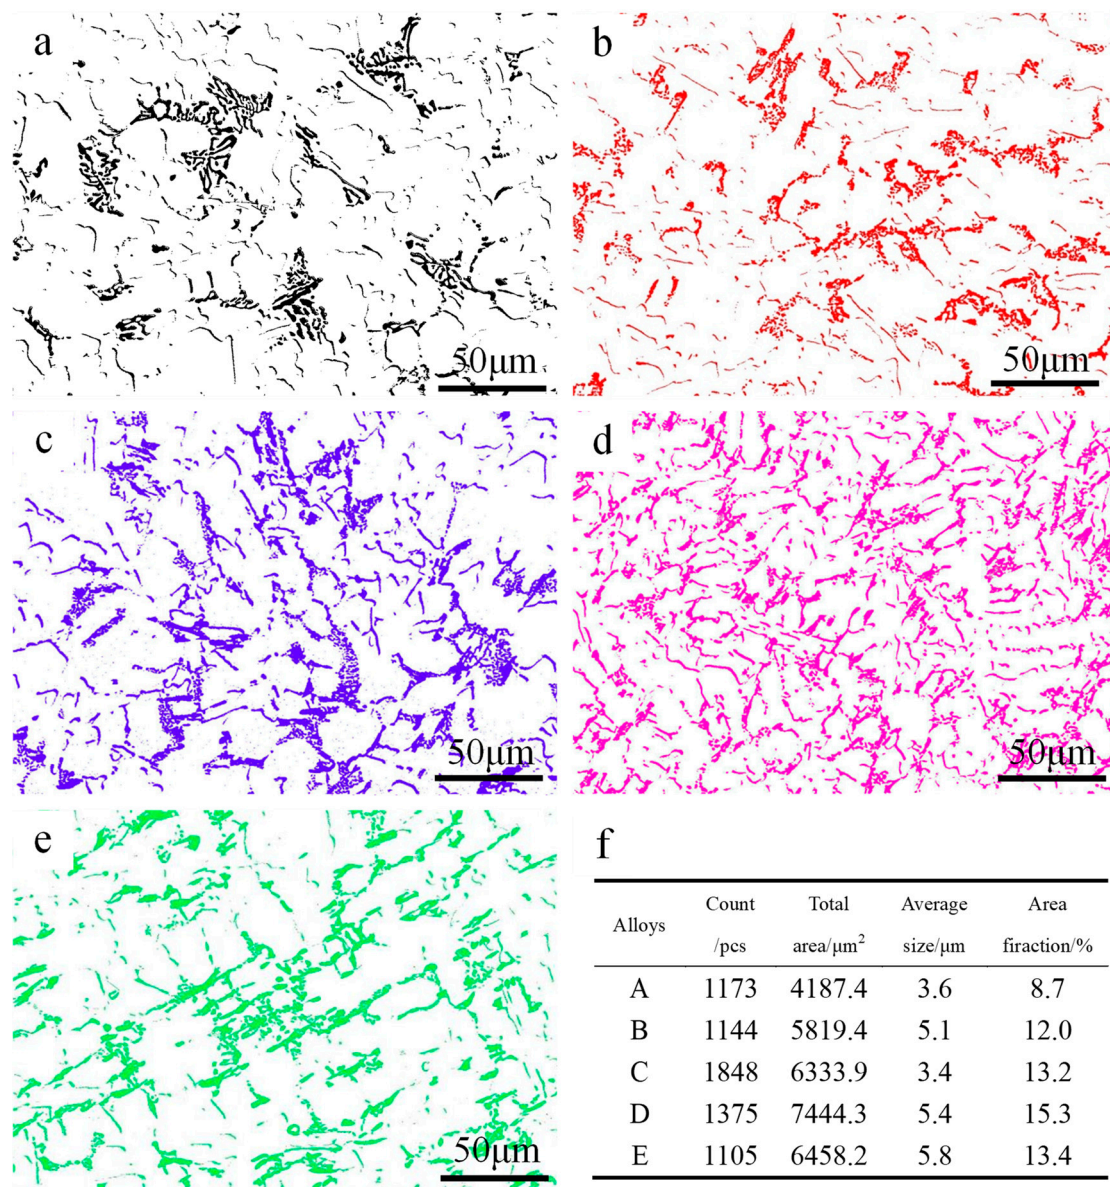 a
b
50μm
50μm
c
d
50μm
50μm
e
f
50μm
Alloys Count /pcs Total area/μm² Average size/μm Area firaction/%
A 1173 4187.4 3.6 8.7
B 1144 5819.4 5.1 12.0
C 1848 6333.9 3.4 13.2
D 1375 7444.3 5.4 15.3
E 1105 6458.2 5.8 13.4